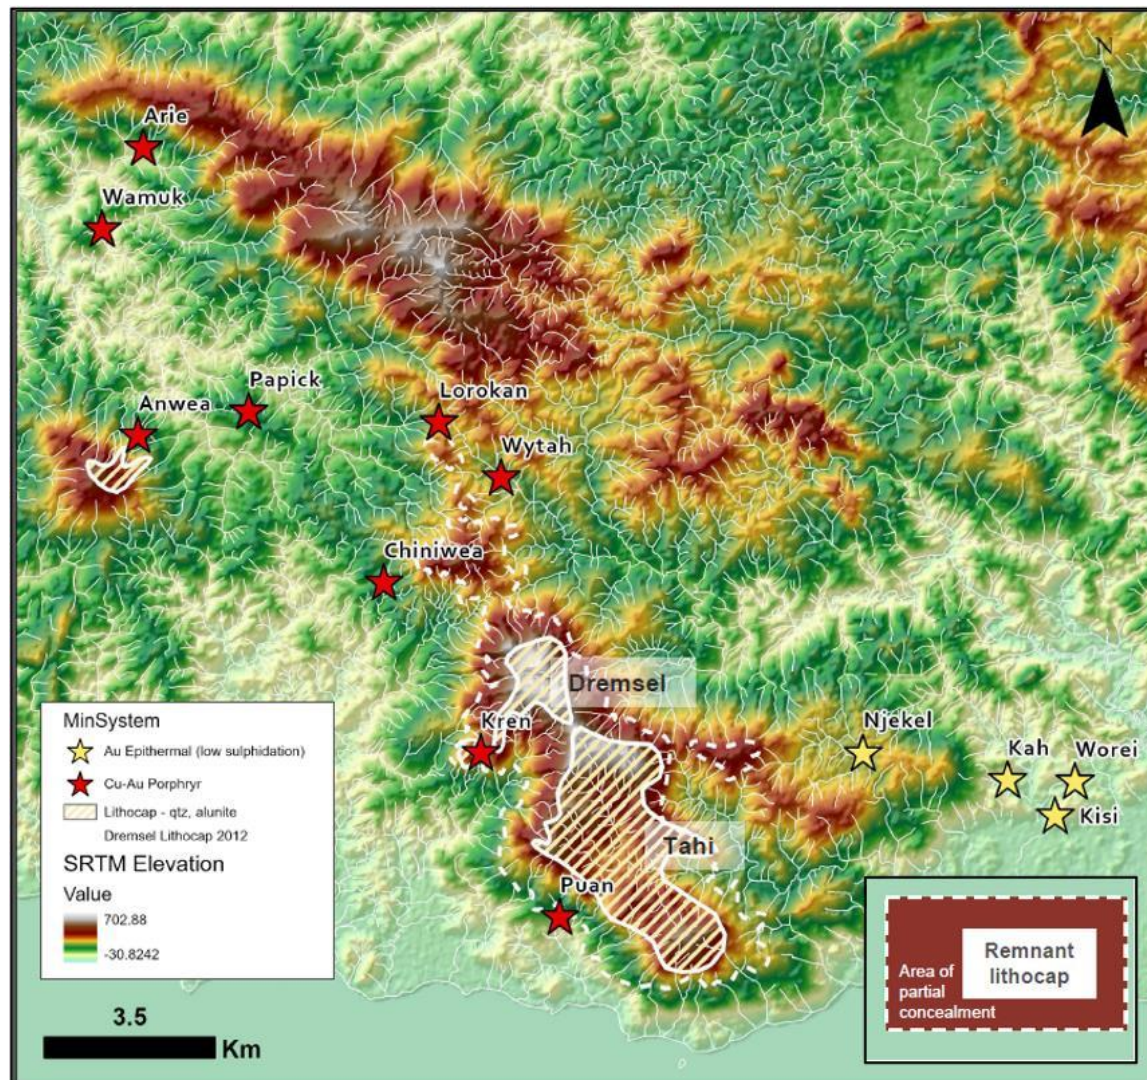 N
Arie
Wamuk
Papick
Anwea
Lorokan
Wytah
Chiniwea
Dremsel
Kren
Njekel
Kah
Worei
Kisi
Tahi
Puan
MinSystem
Au Epithermal (low sulphidation)
Cu-Au Porphryr
Lithocap - qtz, alunite
Dremsel Lithocap 2012
SRTM Elevation
Value
702.88
-30.8242
3.5
Km
Remnant
lithocap
Area of
partial
concealment